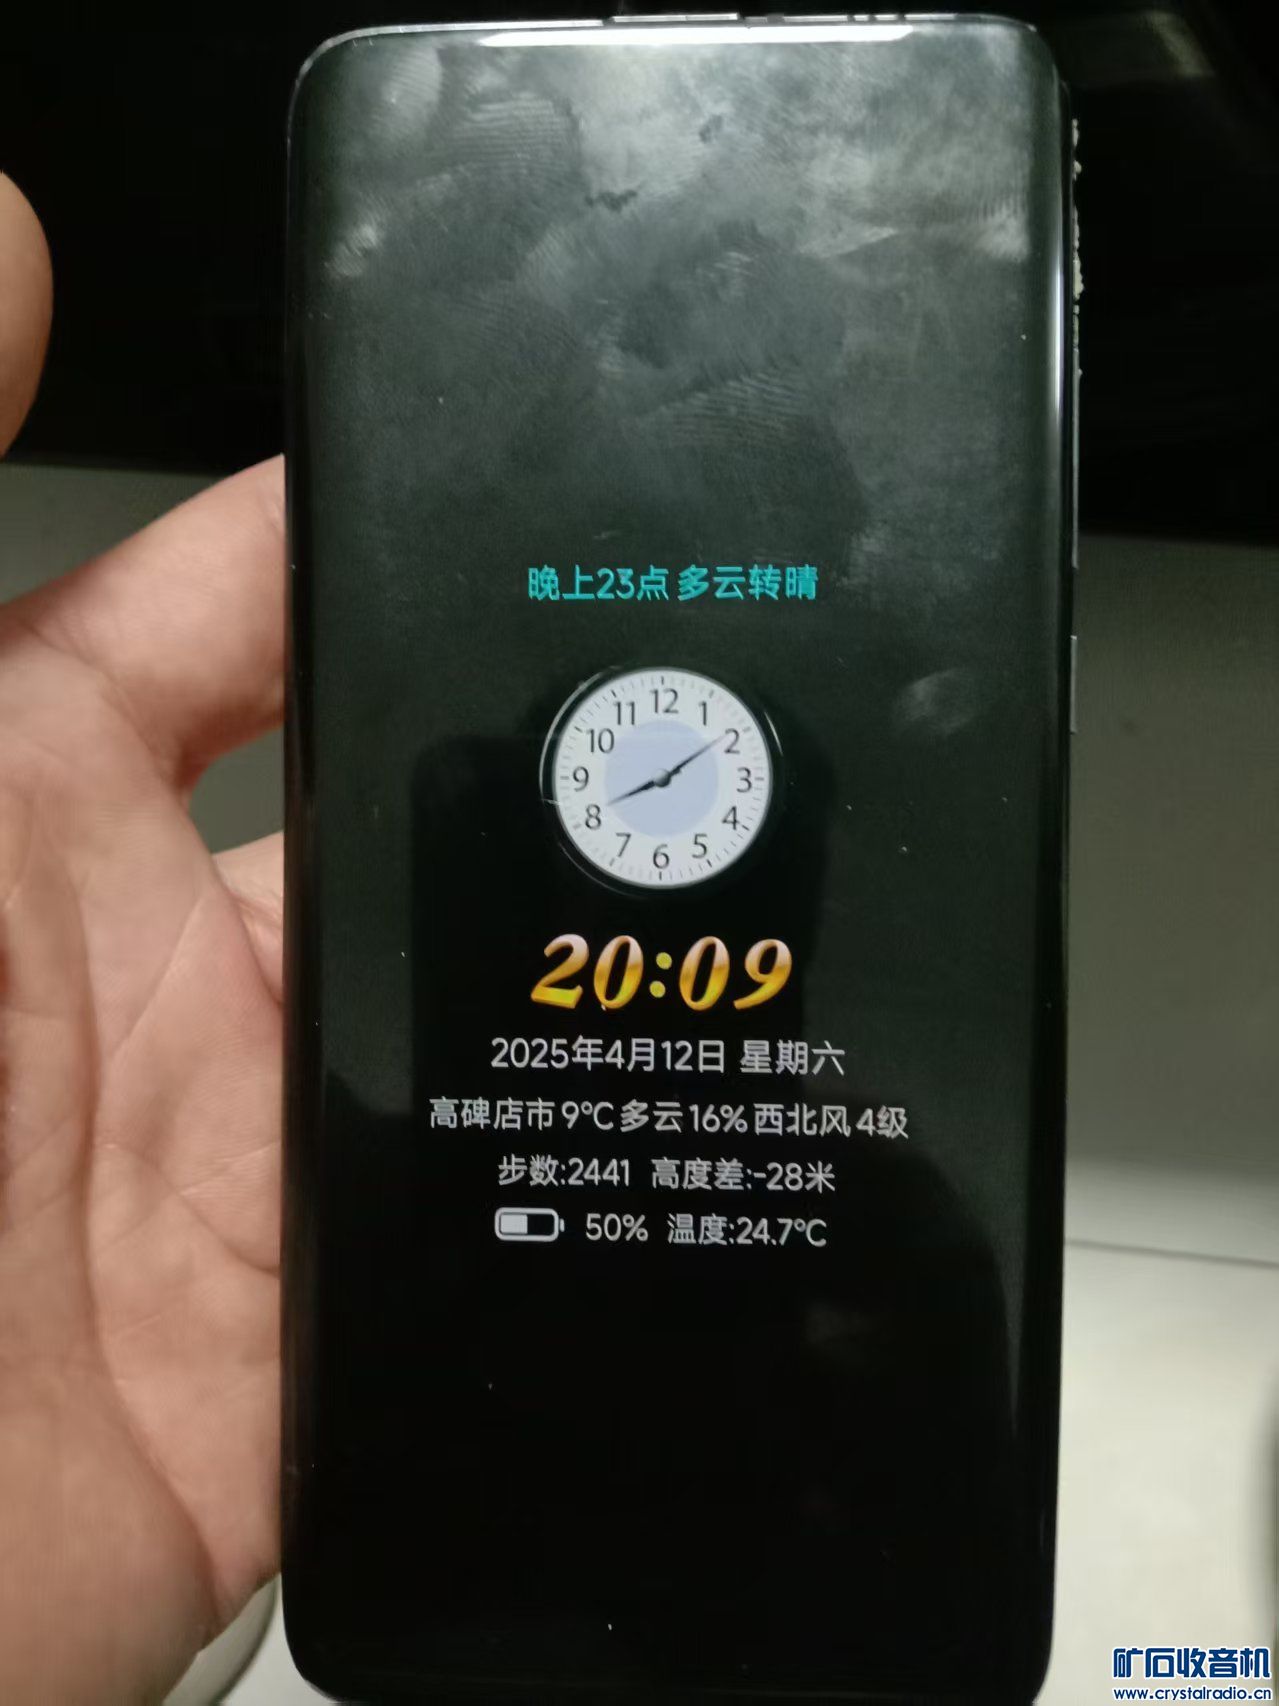 晚上23点 多云转晴
12
11 1
10 2
9 3
8 4
7 5
6
20:09
2025年4月12日 星期六
高碑店市 9°C 多云 16% 西北风 4级
步数:2441 高度差:-28米
50% 温度:24.7°C
矿石收音机
www.crystalradio.cn